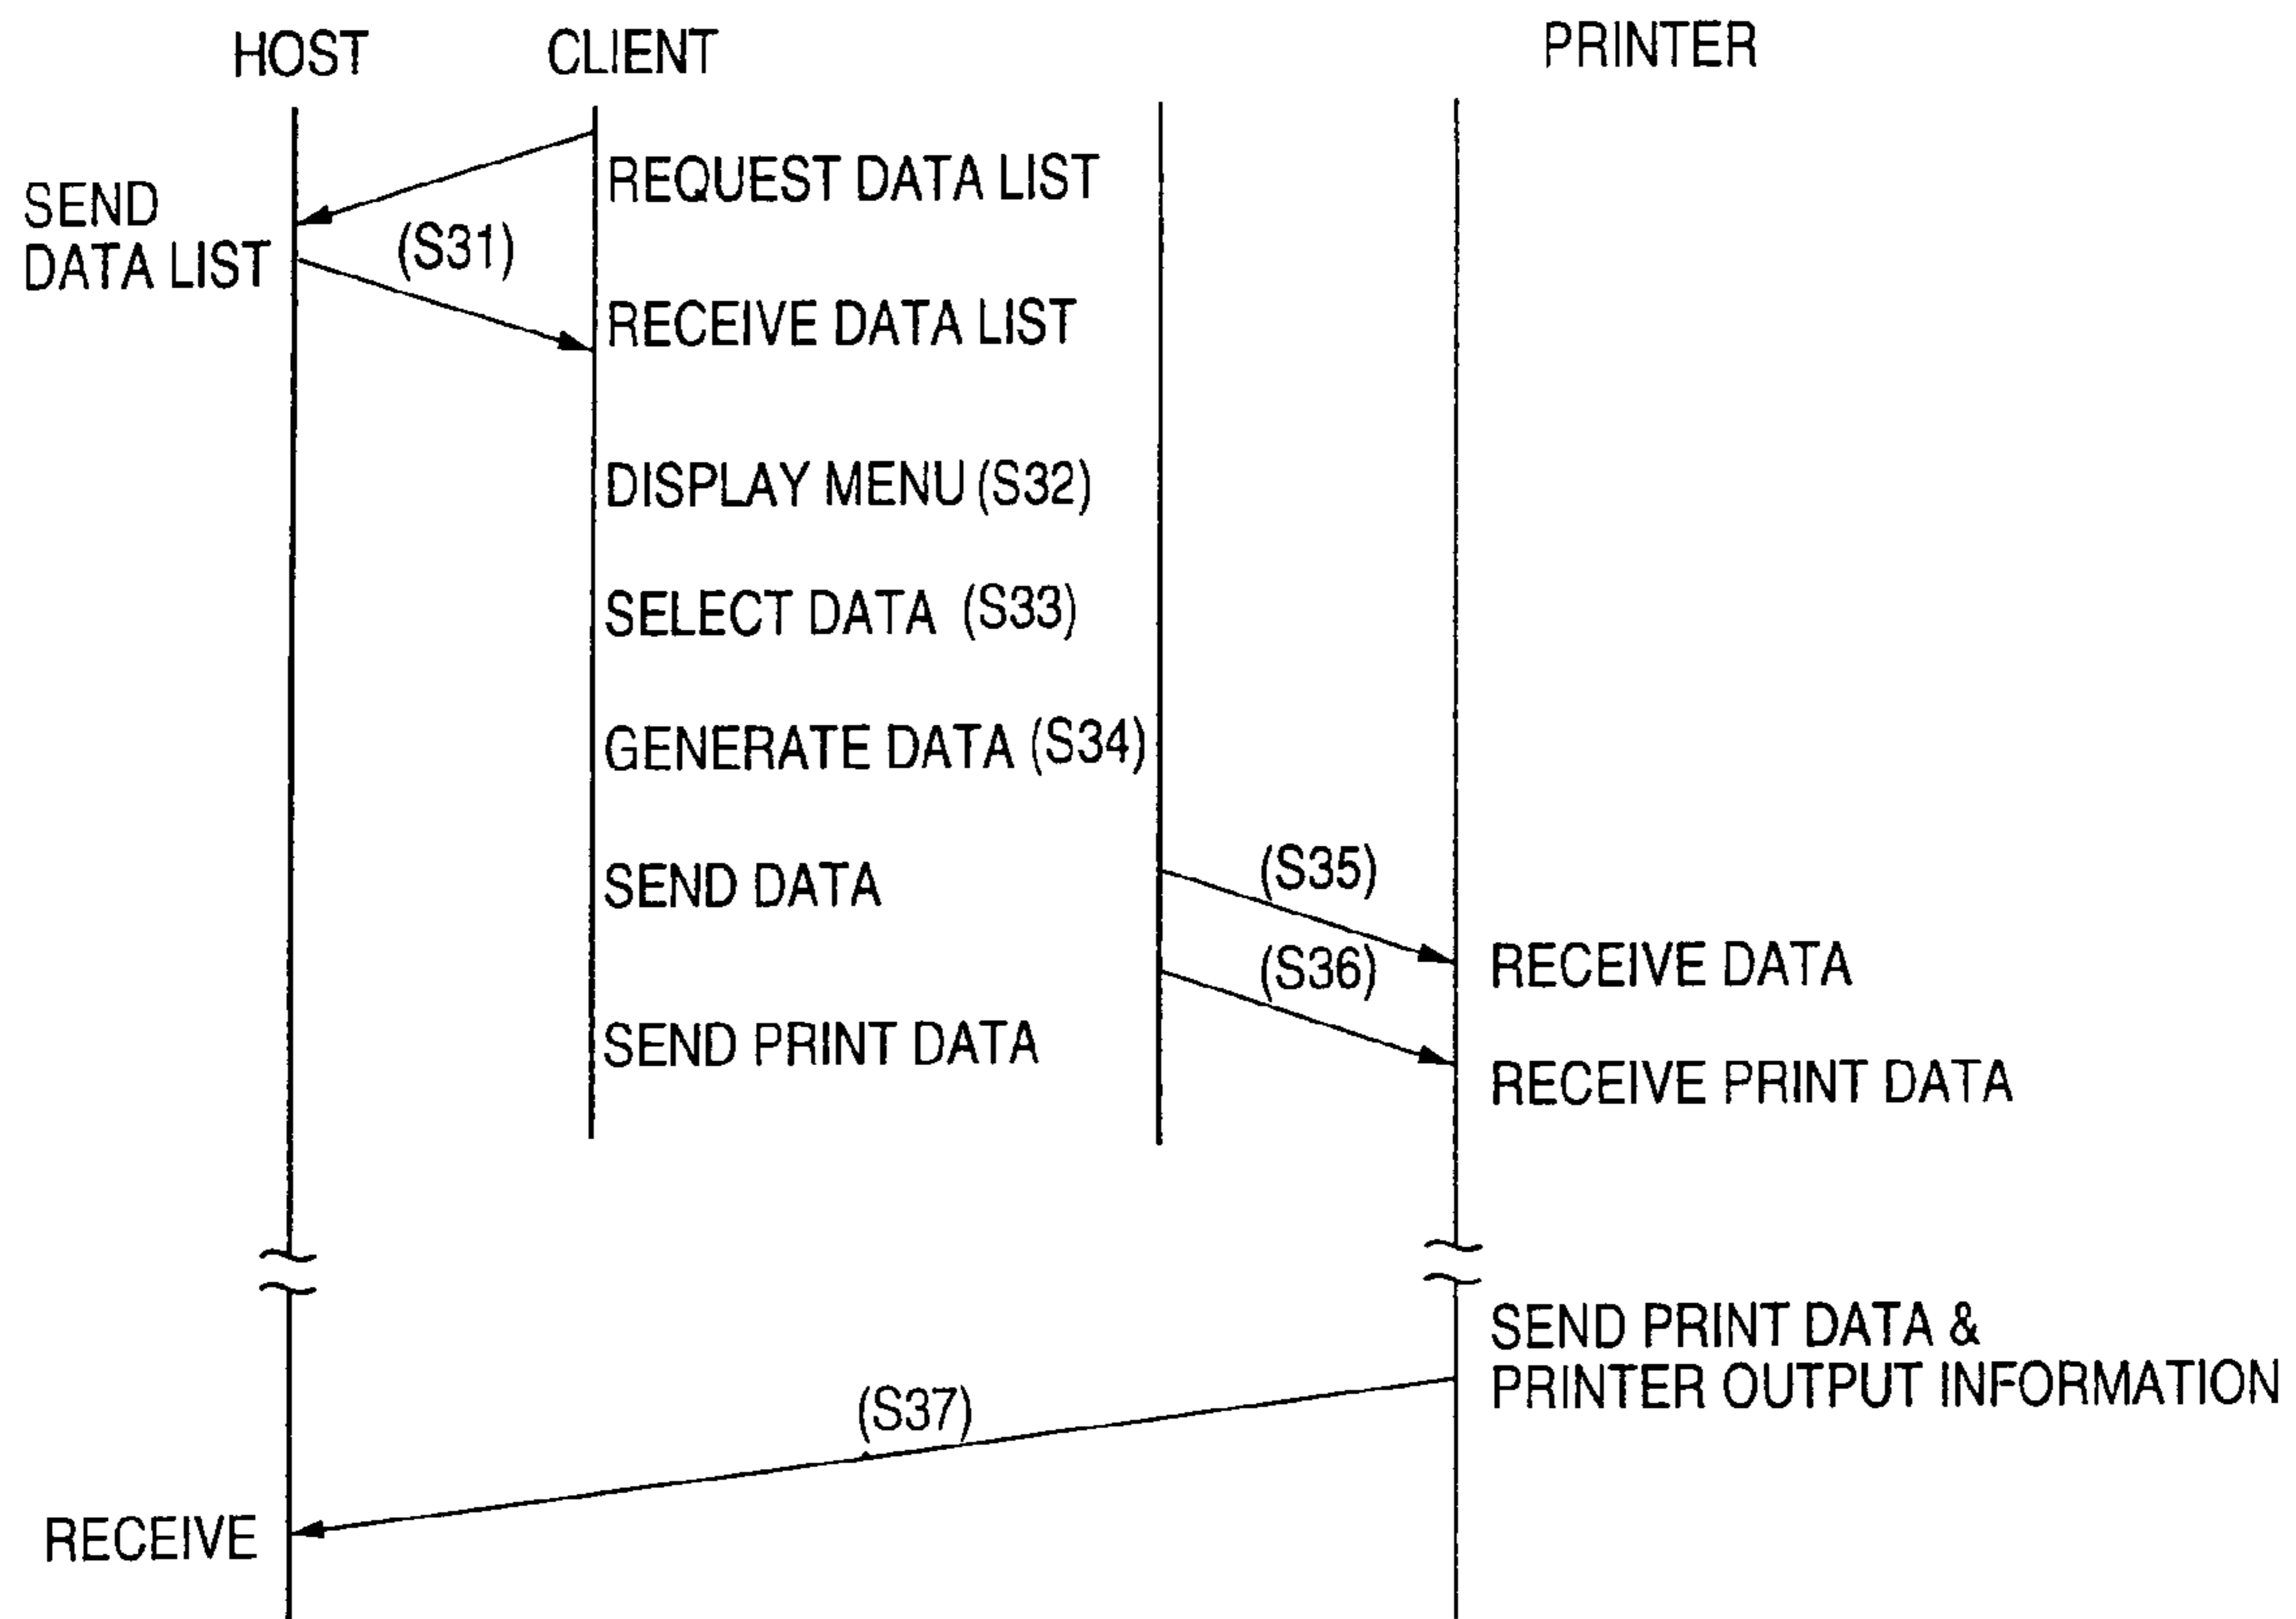 HOST
CLIENT
PRINTER
REQUEST DATA LIST
SEND
DATA LIST
(S31)
RECEIVE DATA LIST
DISPLAY MENU (S32)
SELECT DATA (S33)
GENERATE DATA (S34)
SEND DATA
(S35)
RECEIVE DATA
(S36)
SEND PRINT DATA
RECEIVE PRINT DATA
SEND PRINT DATA &
PRINTER OUTPUT INFORMATION
(S37)
RECEIVE